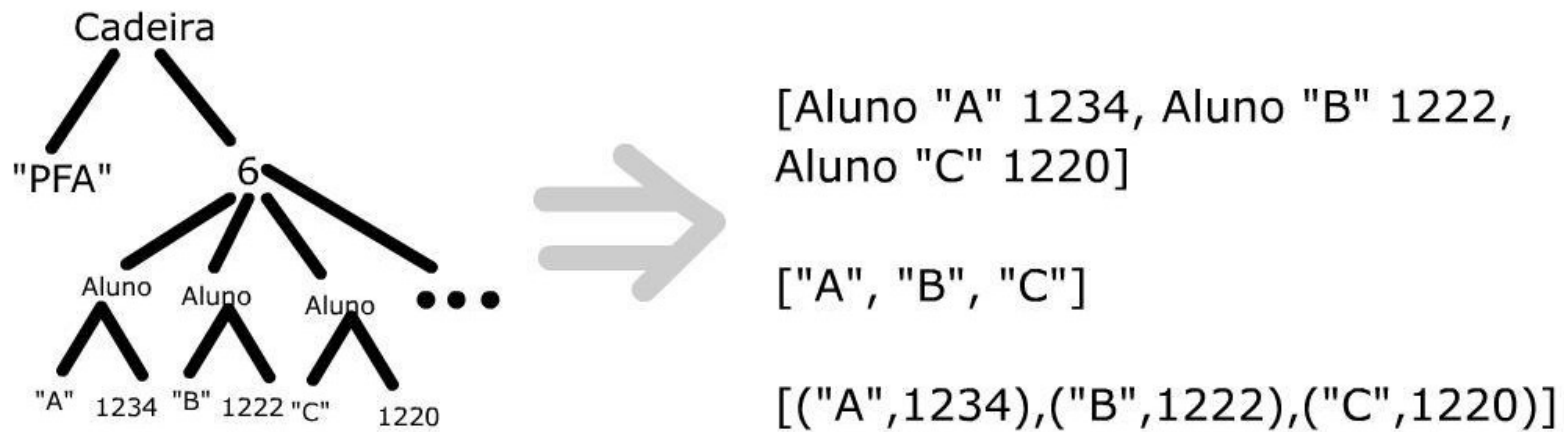 Cadeira
"PFA"
6
Aluno Aluno Aluno
"A" 1234 "B" 1222 "C" 1220
[Aluno "A" 1234, Aluno "B" 1222,
Aluno "C" 1220]
["A", "B", "C"]
[("A",1234),("B",1222),("C",1220)]